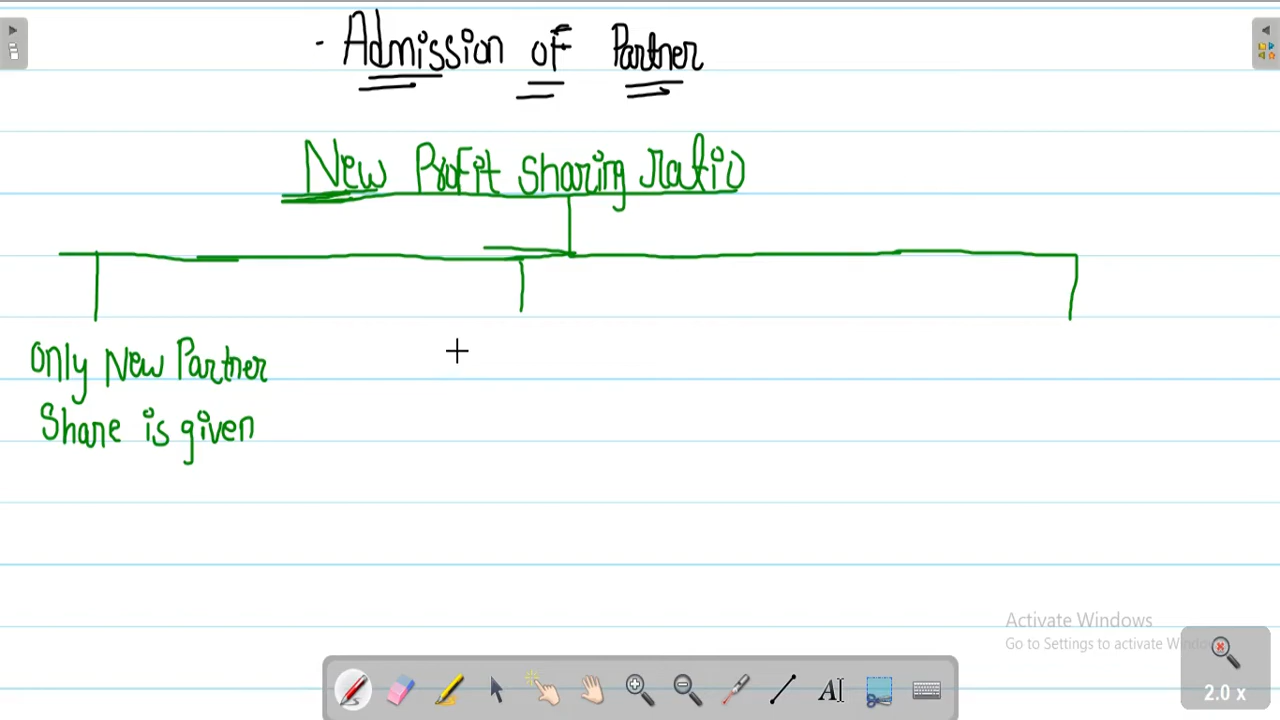 - Admission of Partner
New Profit Sharing ratio
Only New Partner
Share is given
Activate Windows
Go to Settings to activate Windows
2.0 x